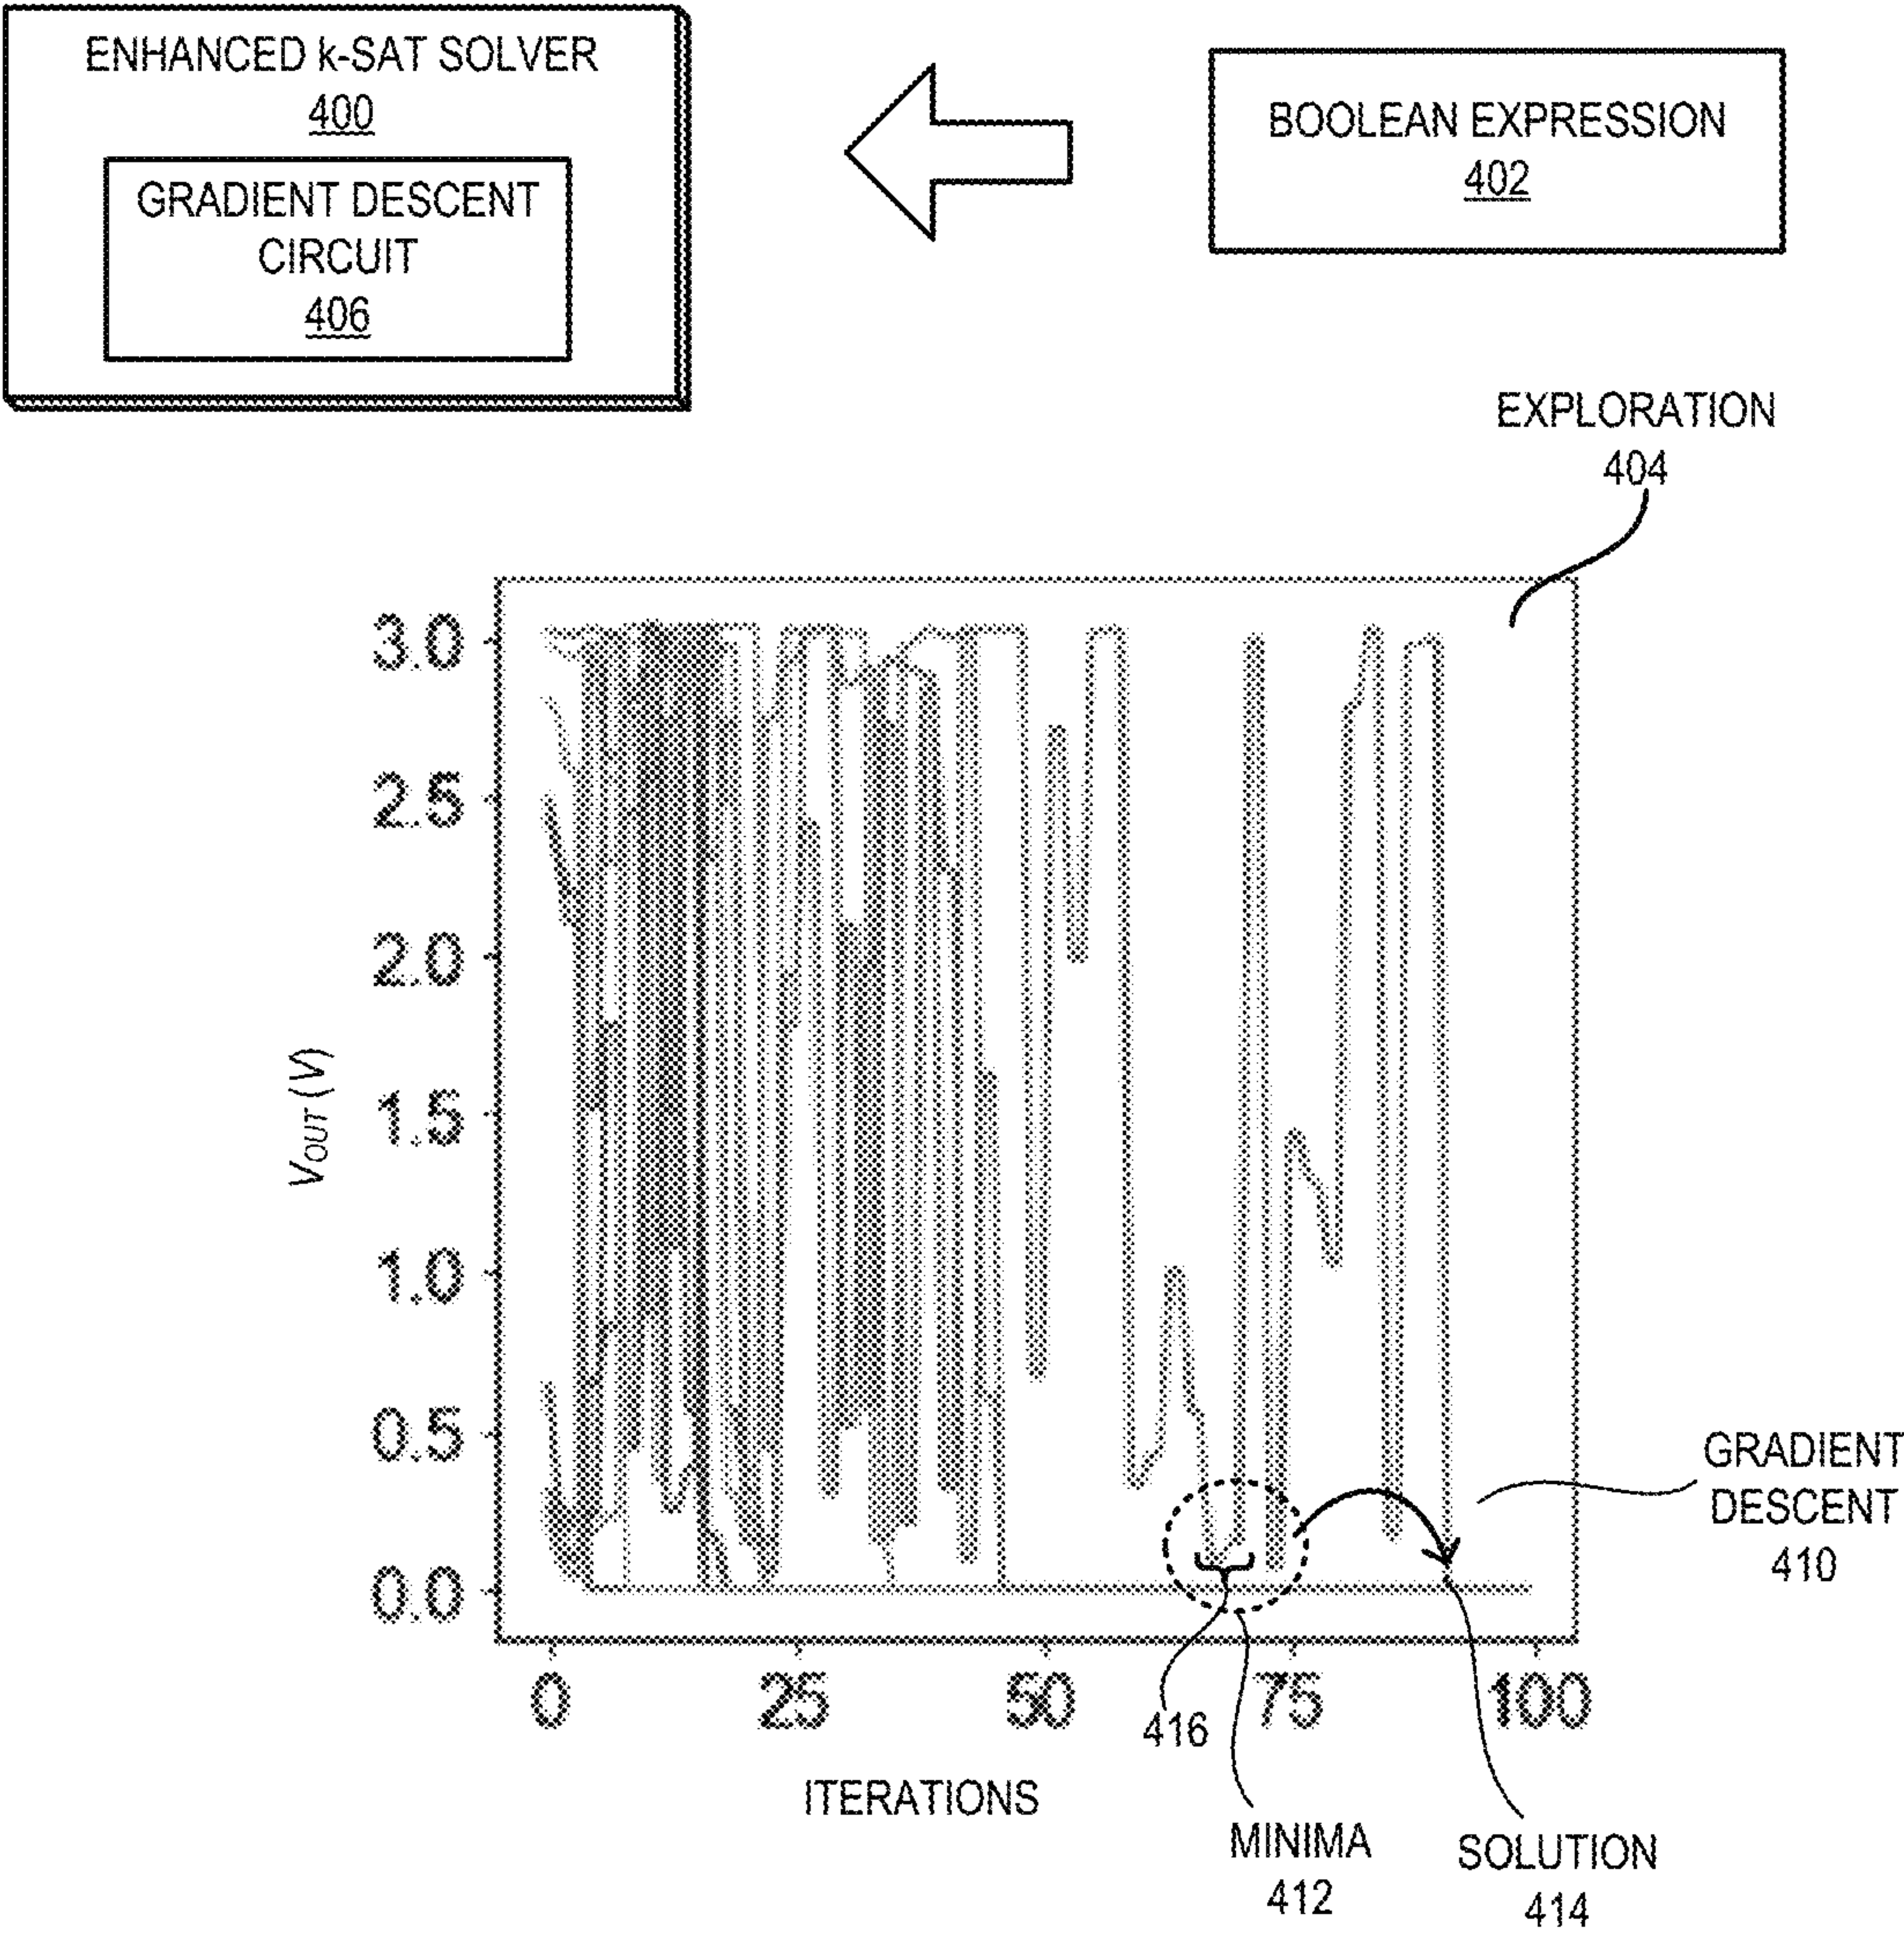 ENHANCED k-SAT SOLVER
400
GRADIENT DESCENT
CIRCUIT
406
BOOLEAN EXPRESSION
402
EXPLORATION
404
3.0
2.5
2.0
1.5
1.0
0.5
0.0
VOUT (V)
0
25
50
75
100
ITERATIONS
GRADIENT
DESCENT
410
416
MINIMA
412
SOLUTION
414